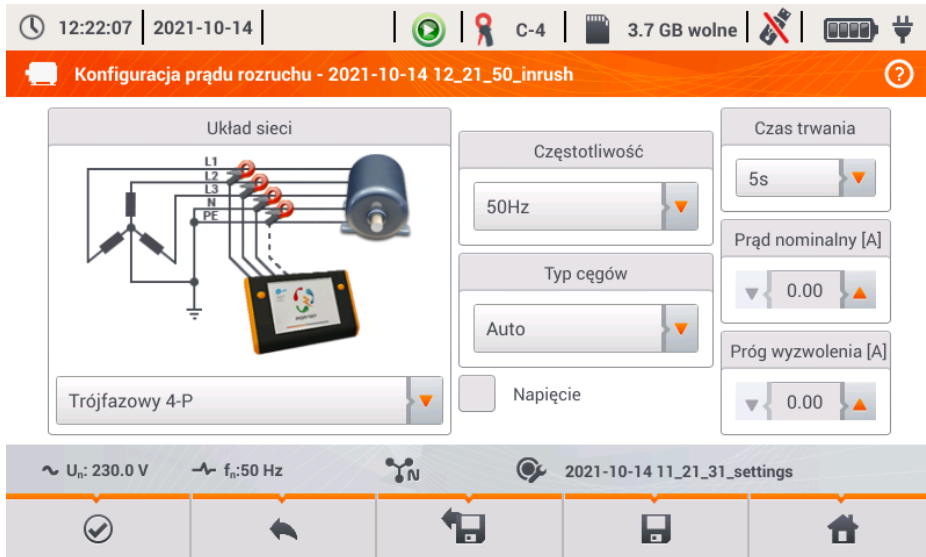 12:22:07 2021-10-14 C-4 3.7 GB wolne
Konfiguracja prądu rozruchu - 2021-10-14 12_21_50_inrush ?
Układ sieci
L1
L2
L3
N
PE
Trójfazowy 4-P
Częstotliwość
50Hz
Typ cęgów
Auto
Napięcie
Czas trwania
5s
Prąd nominalny [A]
0.00
Próg wyzwolenia [A]
0.00
Un: 230.0 V fn:50 Hz N 2021-10-14 11_21_31_settings